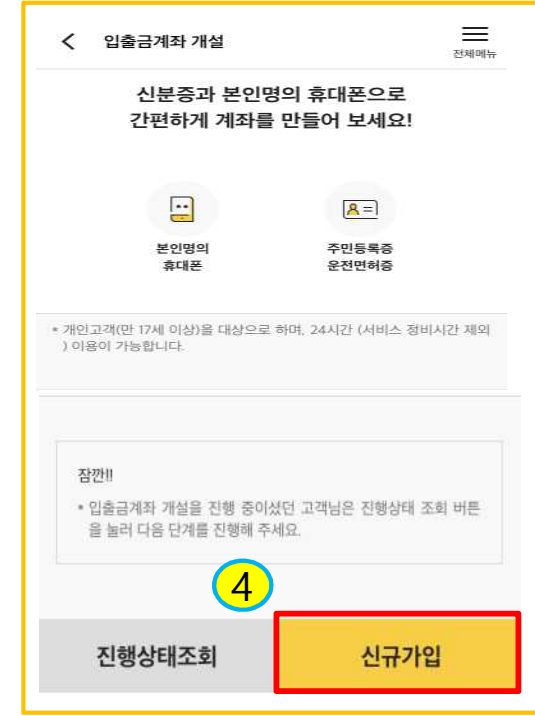 입출금계좌 개설
전체메뉴
신분증과 본인명의 휴대폰으로
간편하게 계좌를 만들어 보세요!
본인명의
휴대폰
주민등록증
운전면허증
* 개인고객(만 17세 이상)을 대상으로 하며, 24시간 (서비스 정비시간 제외
) 이용이 가능합니다.
잠깐!!
* 입출금계좌 개설을 진행 중이셨던 고객님은 진행상태 조회 버튼
을 눌러 다음 단계를 진행해 주세요.
4
진행상태조회
신규가입